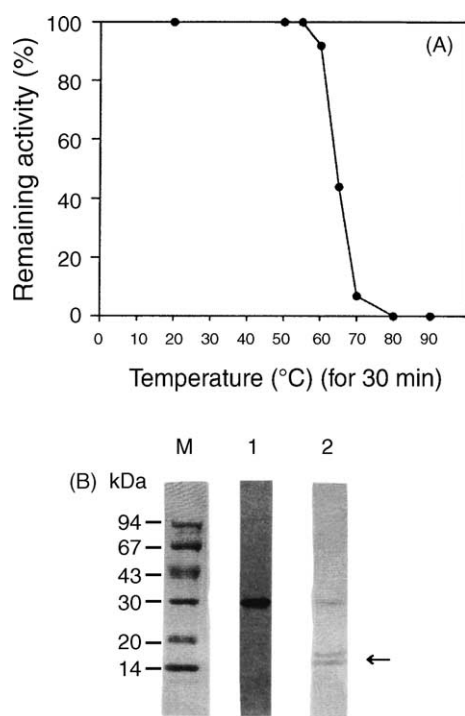 (A)
100
80
60
40
20
0
Remaining activity (%)
0 10 20 30 40 50 60 70 80 90
Temperature (°C) (for 30 min)
M 1 2
(B) kDa
94
67
43
30
20
14